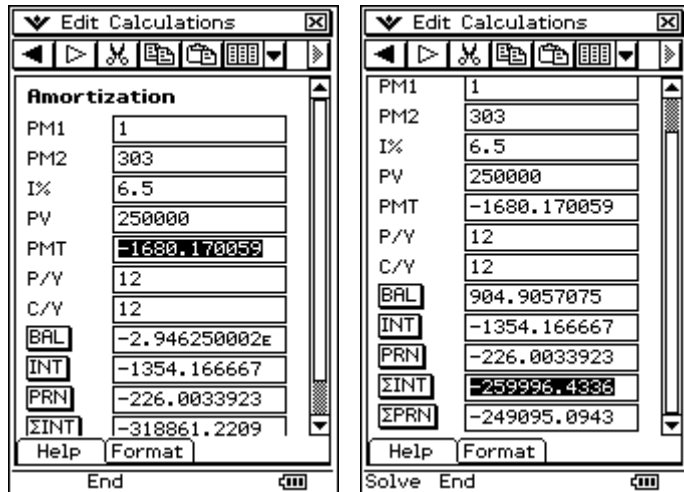 Edit Calculations
Amortization
PM1 1
PM2 303
I% 6.5
PV 250000
PMT -1680.170059
P/Y 12
C/Y 12
BAL -2.946250002ᴇ
INT -1354.166667
PRN -226.0033923
ΣINT -318861.2209
Help Format
End
Edit Calculations
PM1 1
PM2 303
I% 6.5
PV 250000
PMT -1680.170059
P/Y 12
C/Y 12
BAL 904.9057075
INT -1354.166667
PRN -226.0033923
ΣINT -259996.4336
ΣPRN -249095.0943
Help Format
Solve End